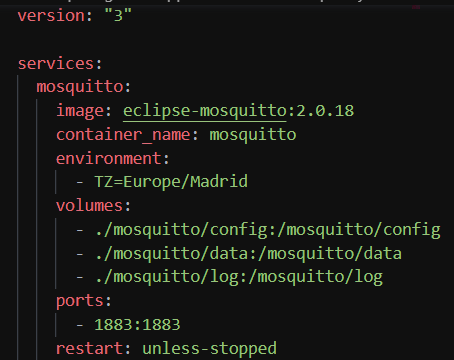 version: "3"
services:
mosquitto:
image: eclipse-mosquitto:2.0.18
container_name: mosquitto
environment:
- TZ=Europe/Madrid
volumes:
- ./mosquitto/config:/mosquitto/config
- ./mosquitto/data:/mosquitto/data
- ./mosquitto/log:/mosquitto/log
ports:
- 1883:1883
restart: unless-stopped